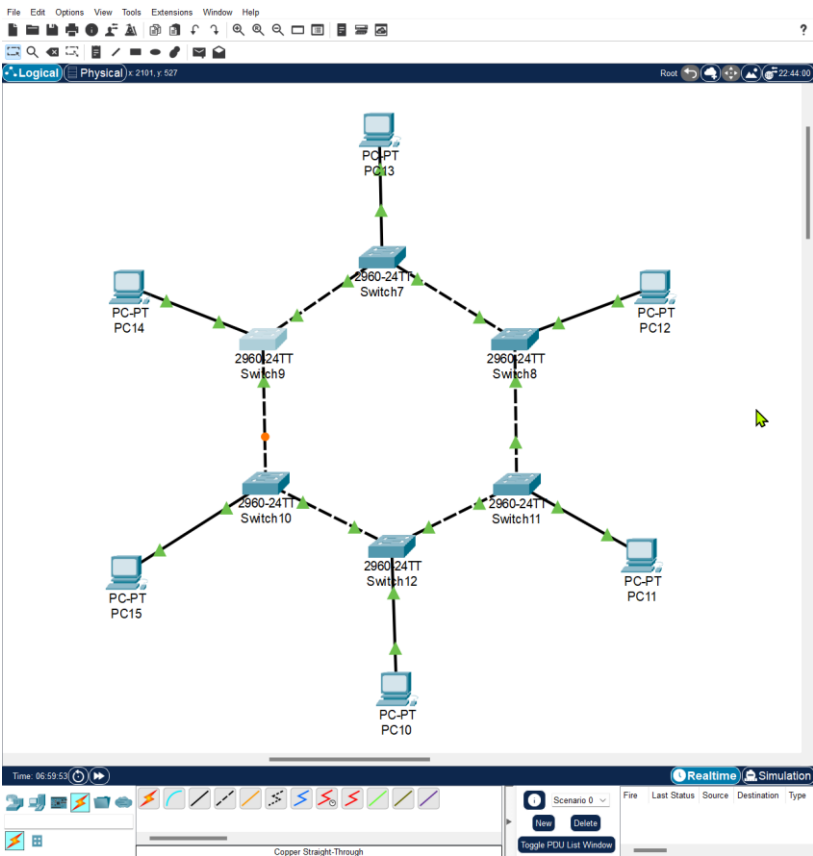 File Edit Options View Tools Extensions Window Help
?
Logical Physical x: 2101, y: 527 Root 22:44:00
PC-PT
PC13
2960-24TT
Switch7
PC-PT
PC14
PC-PT
PC12
2960-24TT
Switch9
2960-24TT
Switch8
2960-24TT
Switch10
2960-24TT
Switch11
2960-24TT
Switch12
PC-PT
PC15
PC-PT
PC11
PC-PT
PC10
Time: 06:59:53 Realtime Simulation
Scenario 0
Fire Last Status Source Destination Type
New Delete
Toggle PDU List Window
Copper Straight-Through